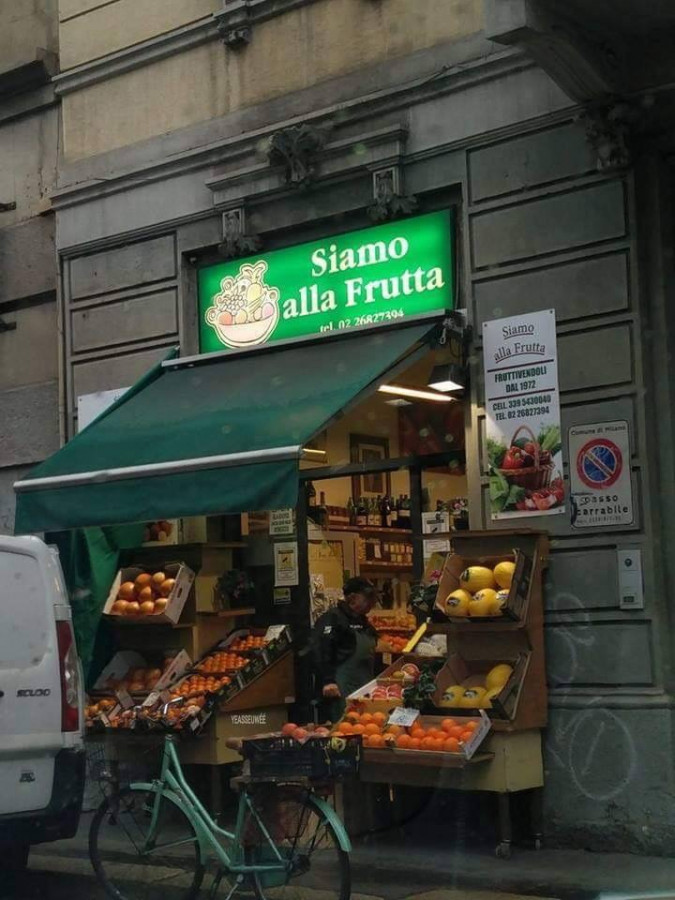 Siamo
alla Frutta
tel. 02 26827394
Siamo
alla Frutta
FRUTTIVENDOLI
DAL 1972
CELL. 339 5430040
TEL. 02 26827394
Comune di Milano
Passo
Carrabile
YEASSEUWÉE
SCUDO